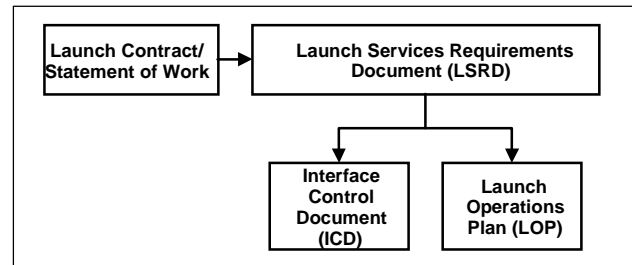 Launch Contract/
Statement of Work
Launch Services Requirements
Document (LSRD)
Interface
Control
Document
(ICD)
Launch
Operations
Plan (LOP)